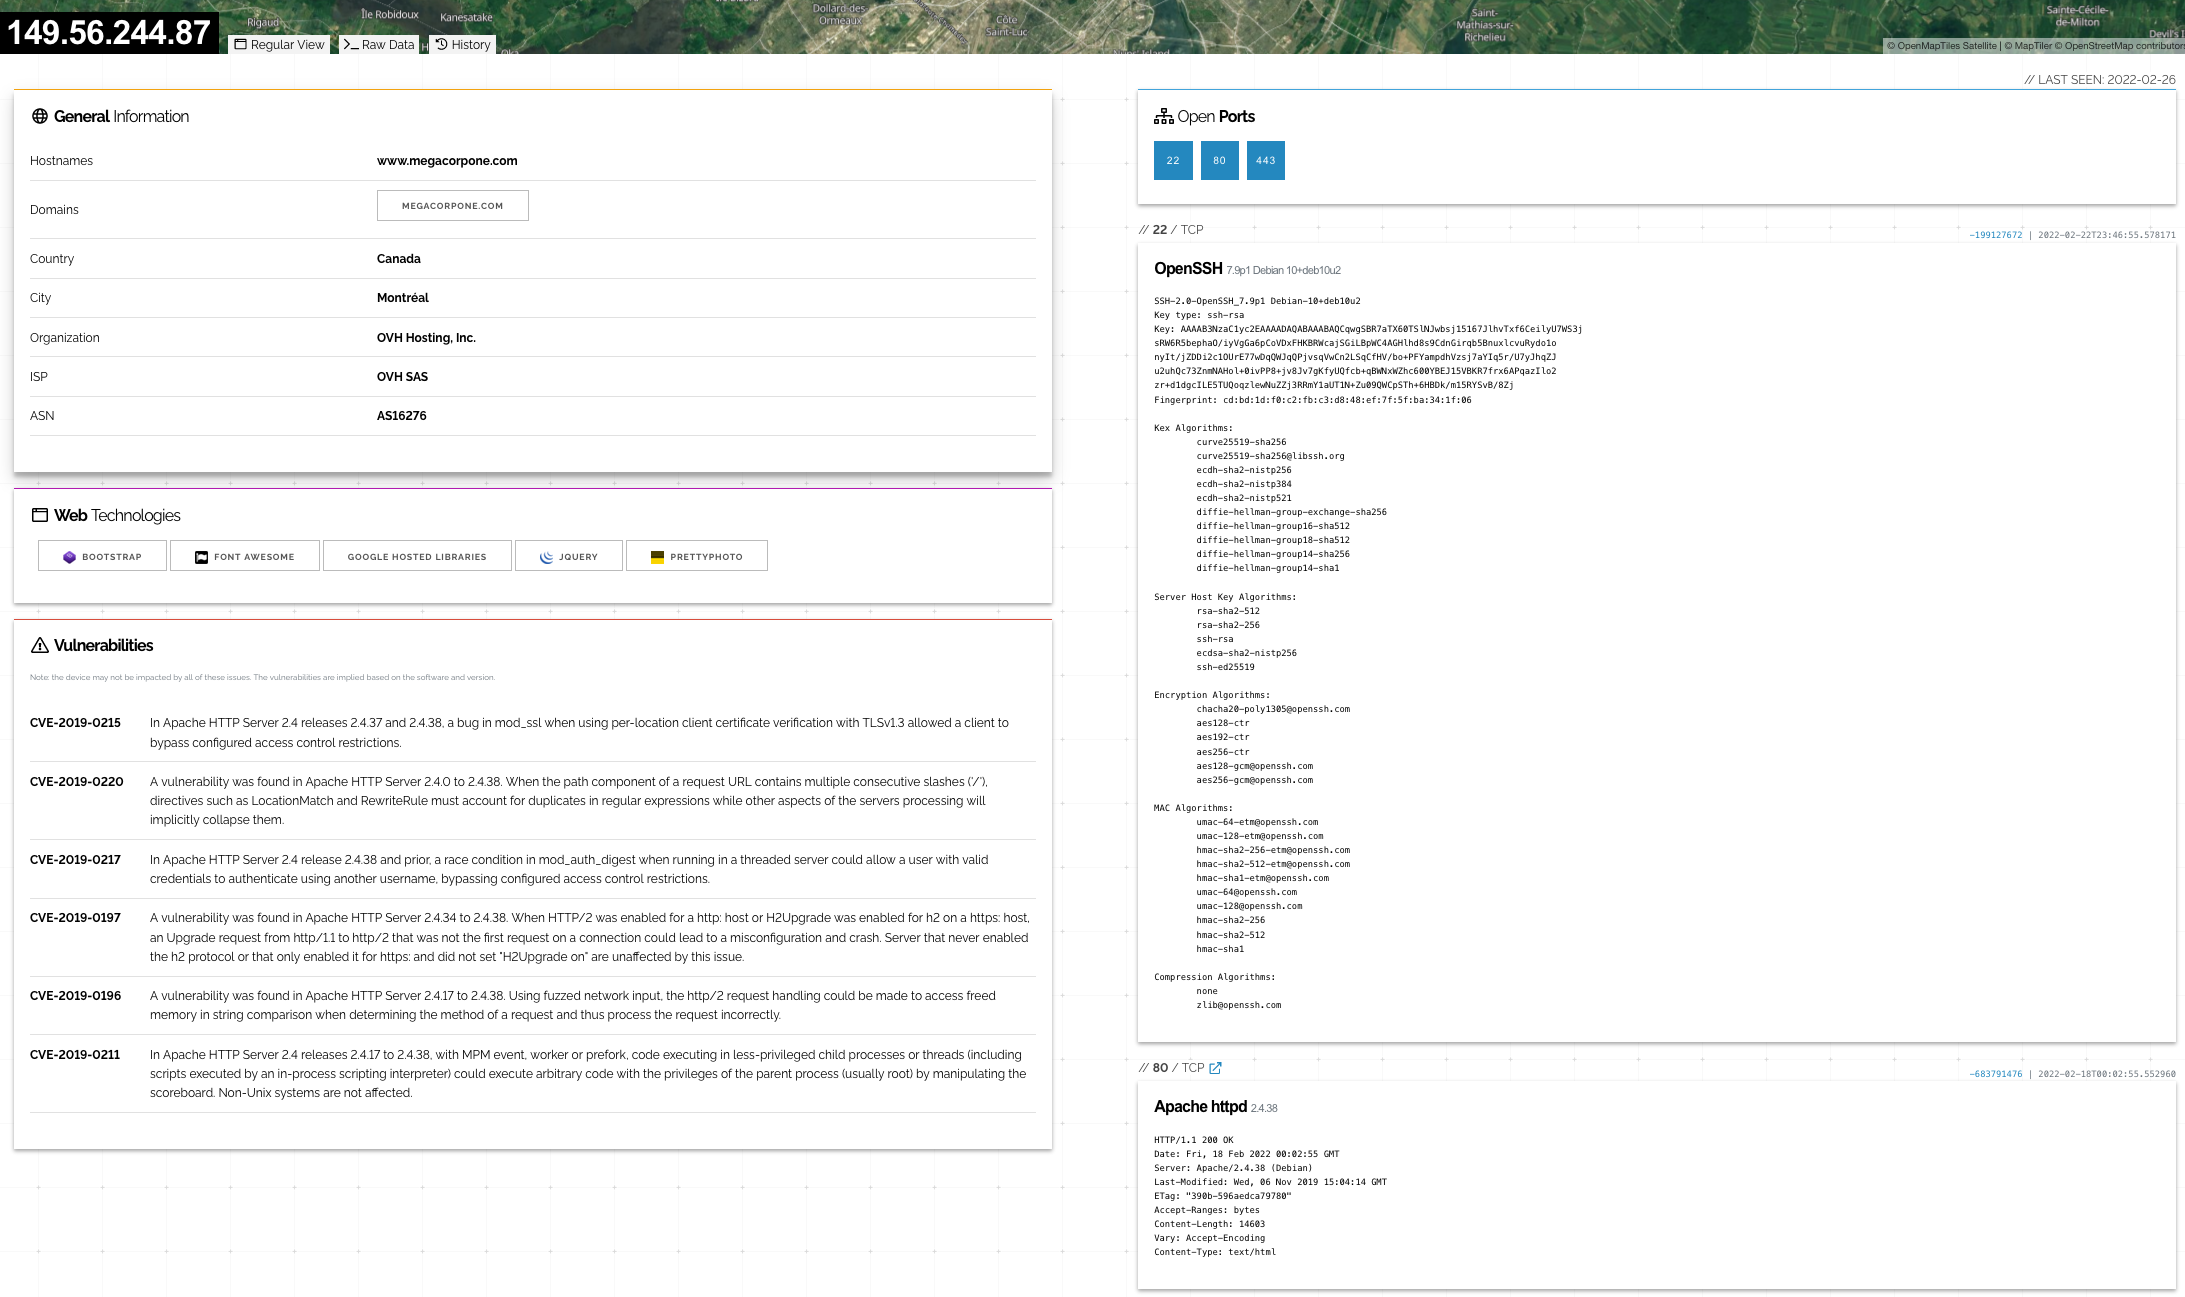 Rigaud
Île Robidoux
Kanesatake
Dollard-des
Ormeaux
Côte
Saint-Luc
Saint-
Mathias-sur-
Richelieu
Sainte-Cécile-
de-Milton
149.56.244.87
Regular View
Raw Data
History
© OpenMapTiles Satellite | © MapTiler © OpenStreetMap contributors
// LAST SEEN: 2022-02-26
General Information
Hostnames www.megacorpone.com
Domains MEGACORPONE.COM
Country Canada
City Montréal
Organization OVH Hosting, Inc.
ISP OVH SAS
ASN AS16276
Web Technologies
BOOTSTRAP FONT AWESOME GOOGLE HOSTED LIBRARIES JQUERY PRETTYPHOTO
Vulnerabilities
Note: the device may not be impacted by all of these issues. The vulnerabilities are implied based on the software and version.
CVE-2019-0215 In Apache HTTP Server 2.4 releases 2.4.37 and 2.4.38, a bug in mod_ssl when using per-location client certificate verification with TLSv1.3 allowed a client to
bypass configured access control restrictions.
CVE-2019-0220 A vulnerability was found in Apache HTTP Server 2.4.0 to 2.4.38. When the path component of a request URL contains multiple consecutive slashes ('/'),
directives such as LocationMatch and RewriteRule must account for duplicates in regular expressions while other aspects of the servers processing will
implicitly collapse them.
CVE-2019-0217 In Apache HTTP Server 2.4 release 2.4.38 and prior, a race condition in mod_auth_digest when running in a threaded server could allow a user with valid
credentials to authenticate using another username, bypassing configured access control restrictions.
CVE-2019-0197 A vulnerability was found in Apache HTTP Server 2.4.34 to 2.4.38. When HTTP/2 was enabled for a http: host or H2Upgrade was enabled for h2 on a https: host,
an Upgrade request from http/1.1 to http/2 that was not the first request on a connection could lead to a misconfiguration and crash. Server that never enabled
the h2 protocol or that only enabled it for https: and did not set "H2Upgrade on" are unaffected by this issue.
CVE-2019-0196 A vulnerability was found in Apache HTTP Server 2.4.17 to 2.4.38. Using fuzzed network input, the http/2 request handling could be made to access freed
memory in string comparison when determining the method of a request and thus process the request incorrectly.
CVE-2019-0211 In Apache HTTP Server 2.4 releases 2.4.17 to 2.4.38, with MPM event, worker or prefork, code executing in less-privileged child processes or threads (including
scripts executed by an in-process scripting interpreter) could execute arbitrary code with the privileges of the parent process (usually root) by manipulating the
scoreboard. Non-Unix systems are not affected.
Open Ports
22 80 443
// 22 / TCP
-199127672 | 2022-02-22T23:46:55.578171
OpenSSH 7.9p1 Debian 10+deb10u2
SSH-2.0-OpenSSH_7.9p1 Debian-10+deb10u2
Key type: ssh-rsa
Key: AAAAB3NzaC1yc2EAAAADAQABAAABAQCqwgSBR7aTX60TSlNJwbsj15167JlhvTxf6CeilyU7WS3j
sRW6R5bephaO/iyVgGa6pCoVDxFHKBRWcajSGiLBpWC4AGHlhd8s9CdnGirqb5Bnuxlcvu­Rydo1o
nyIt/jZDDi2c1OUrE77wDqQWJqQPjvsqVwCn2LSqCfHV/bo+PFYampdhVzsj7aYIq5r/U7yJhqZJ
u2uhQc73ZnmNAHol+0ivPP8+jv8Jv7gKfyUQfcb+qBWNxWZhc600YBEJ15VBKR7frx6APqazIlo2
zr+d1dgcILE5TUQoqzlewNuZZj3RRmY1aUT1N+Zu09QWCpSTh+6HBDk/m15RYSvB/8Zj
Fingerprint: cd:bd:1d:f0:c2:fb:c3:d8:48:ef:7f:5f:ba:34:1f:06
Kex Algorithms:
curve25519-sha256
curve25519-sha256@libssh.org
ecdh-sha2-nistp256
ecdh-sha2-nistp384
ecdh-sha2-nistp521
diffie-hellman-group-exchange-sha256
diffie-hellman-group16-sha512
diffie-hellman-group18-sha512
diffie-hellman-group14-sha256
diffie-hellman-group14-sha1
Server Host Key Algorithms:
rsa-sha2-512
rsa-sha2-256
ssh-rsa
ecdsa-sha2-nistp256
ssh-ed25519
Encryption Algorithms:
chacha20-poly1305@openssh.com
aes128-ctr
aes192-ctr
aes256-ctr
aes128-gcm@openssh.com
aes256-gcm@openssh.com
MAC Algorithms:
umac-64-etm@openssh.com
umac-128-etm@openssh.com
hmac-sha2-256-etm@openssh.com
hmac-sha2-512-etm@openssh.com
hmac-sha1-etm@openssh.com
umac-64@openssh.com
umac-128@openssh.com
hmac-sha2-256
hmac-sha2-512
hmac-sha1
Compression Algorithms:
none
zlib@openssh.com
// 80 / TCP
-683791476 | 2022-02-18T00:02:55.552960
Apache httpd 2.4.38
HTTP/1.1 200 OK
Date: Fri, 18 Feb 2022 00:02:55 GMT
Server: Apache/2.4.38 (Debian)
Last-Modified: Wed, 06 Nov 2019 15:04:14 GMT
ETag: "390b-596aedca79780"
Accept-Ranges: bytes
Content-Length: 14603
Vary: Accept-Encoding
Content-Type: text/html